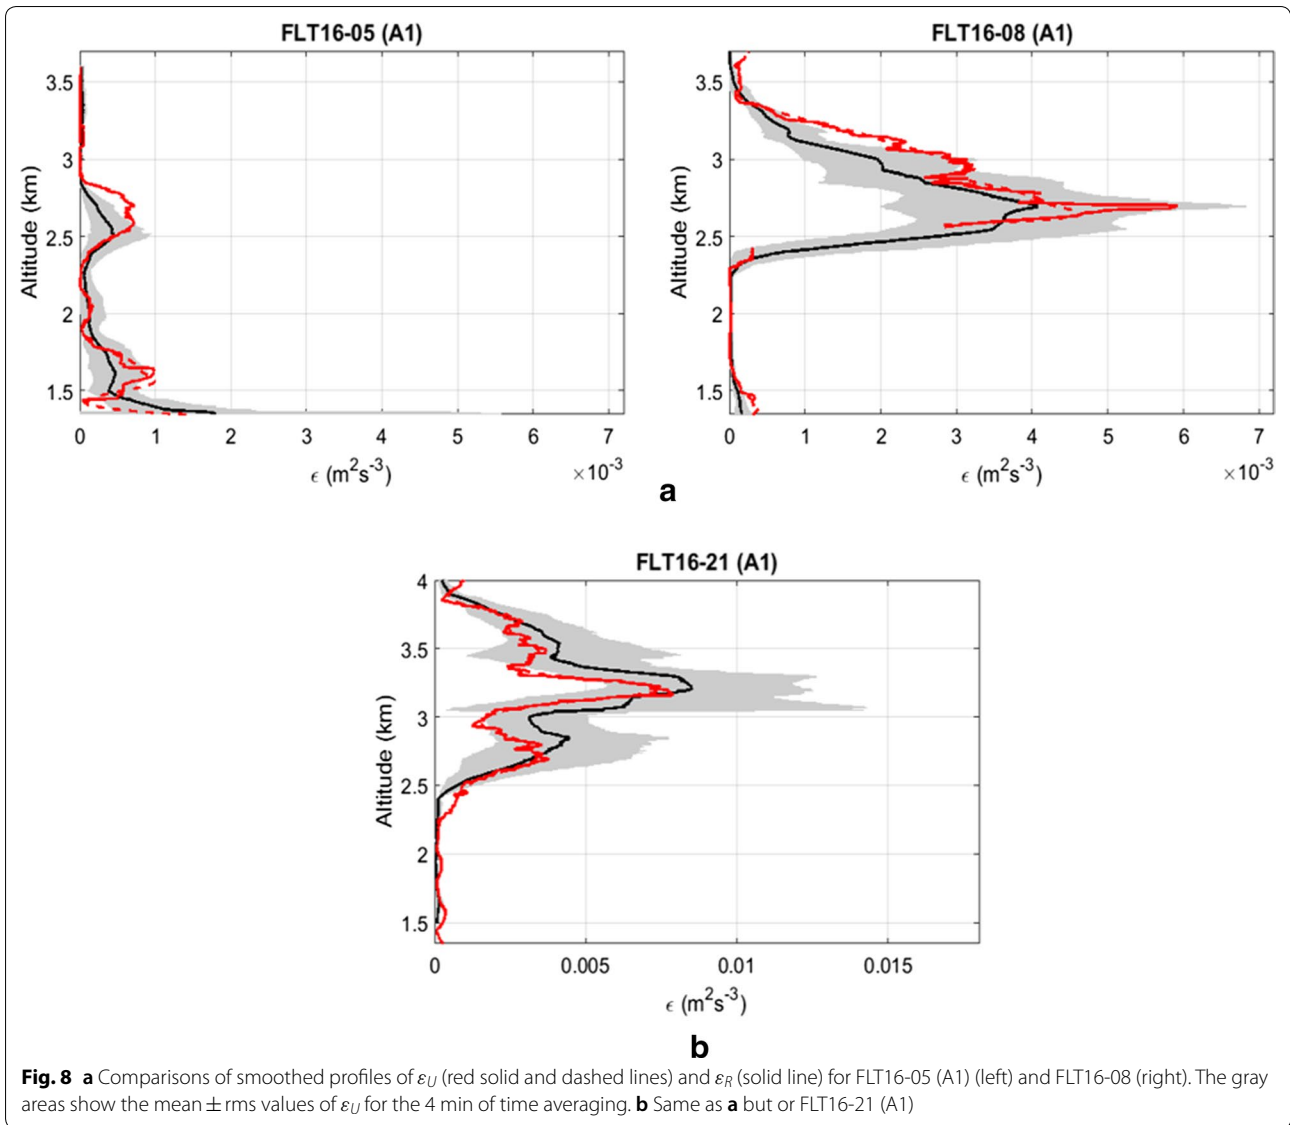 FLT16-05 (A1)
3.5
3
2.5
2
1.5
Altitude (km)
0 1 2 3 4 5 6 7
ϵ (m²s⁻³)
×10⁻³
FLT16-08 (A1)
3.5
3
2.5
2
1.5
Altitude (km)
0 1 2 3 4 5 6 7
ϵ (m²s⁻³)
×10⁻³
a
FLT16-21 (A1)
4
3.5
3
2.5
2
1.5
Altitude (km)
0 0.005 0.01 0.015
ϵ (m²s⁻³)
b
Fig. 8 a Comparisons of smoothed profiles of εU (red solid and dashed lines) and εR (solid line) for FLT16-05 (A1) (left) and FLT16-08 (right). The gray
areas show the mean ± rms values of εU for the 4 min of time averaging. b Same as a but or FLT16-21 (A1)